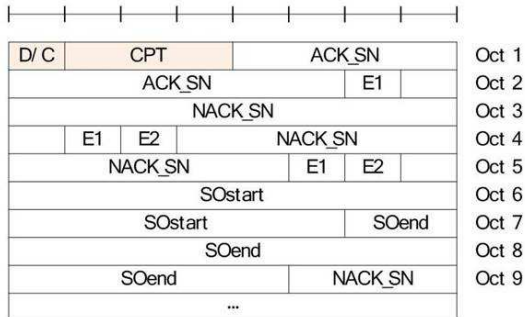 D/ C CPT ACK_SN Oct 1
ACK_SN E1 Oct 2
NACK_SN Oct 3
E1 E2 NACK_SN Oct 4
NACK_SN E1 E2 Oct 5
SOstart Oct 6
SOstart SOend Oct 7
SOend Oct 8
SOend NACK_SN Oct 9
...